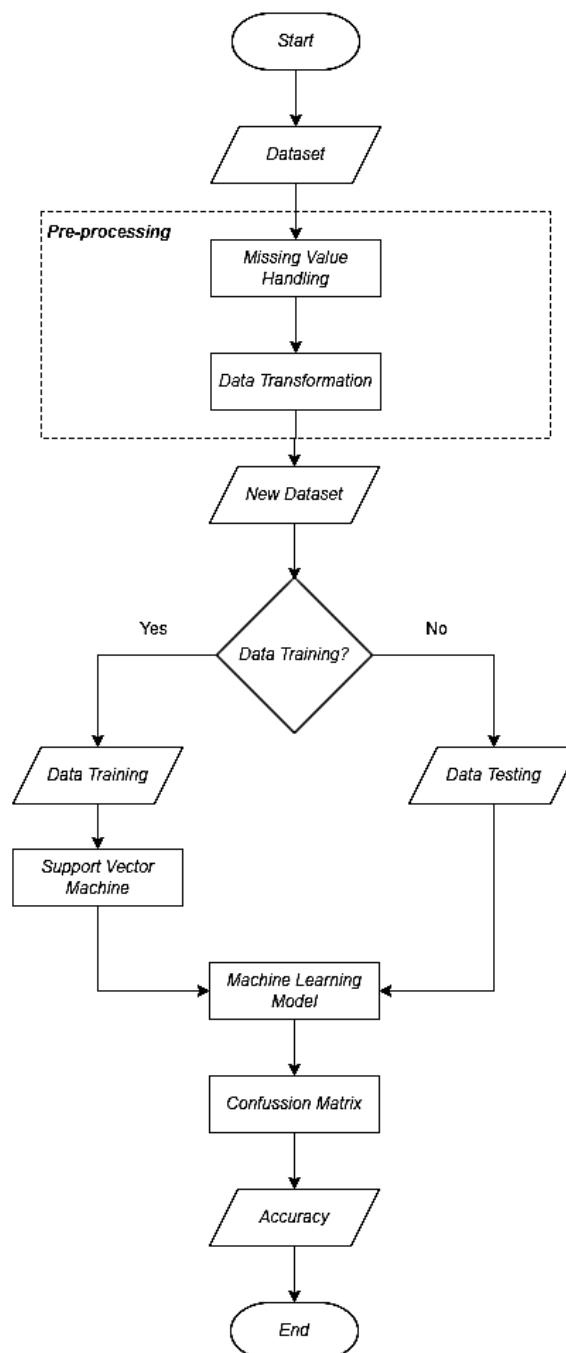 Start
Dataset
Pre-processing
Missing Value
Handling
Data Transformation
New Dataset
Yes
No
Data Training?
Data Training
Data Testing
Support Vector
Machine
Machine Learning
Model
Confussion Matrix
Accuracy
End